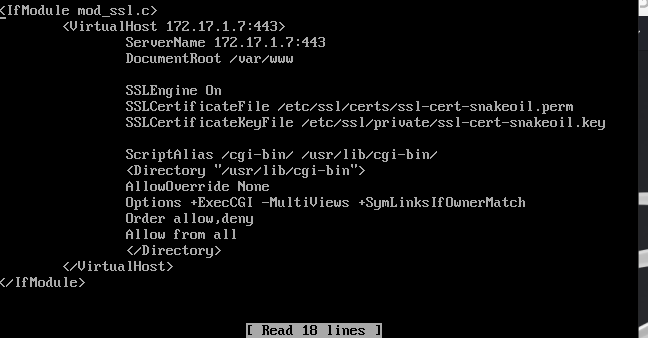 <IfModule mod_ssl.c>
<VirtualHost 172.17.1.7:443>
ServerName 172.17.1.7:443
DocumentRoot /var/www
SSLEngine On
SSLCertificateFile /etc/ssl/certs/ssl-cert-snakeoil.perm
SSLCertificateKeyFile /etc/ssl/private/ssl-cert-snakeoil.key
ScriptAlias /cgi-bin/ /usr/lib/cgi-bin/
<Directory "/usr/lib/cgi-bin">
AllowOverride None
Options +ExecCGI -MultiViews +SymLinksIfOwnerMatch
Order allow,deny
Allow from all
</Directory>
</VirtualHost>
</IfModule>
[ Read 18 lines ]